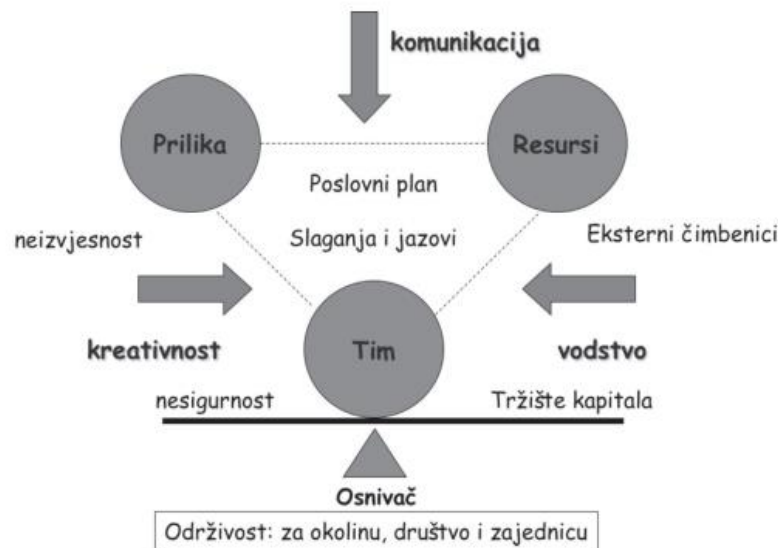 komunikacija
Prilika
Resursi
Poslovni plan
neizvjesnost
Slaganja i jazovi
Eksterni čimbenici
kreativnost
Tim
vodstvo
nesigurnost
Tržište kapitala
Osnivač
Održivost: za okolinu, društvo i zajednicu